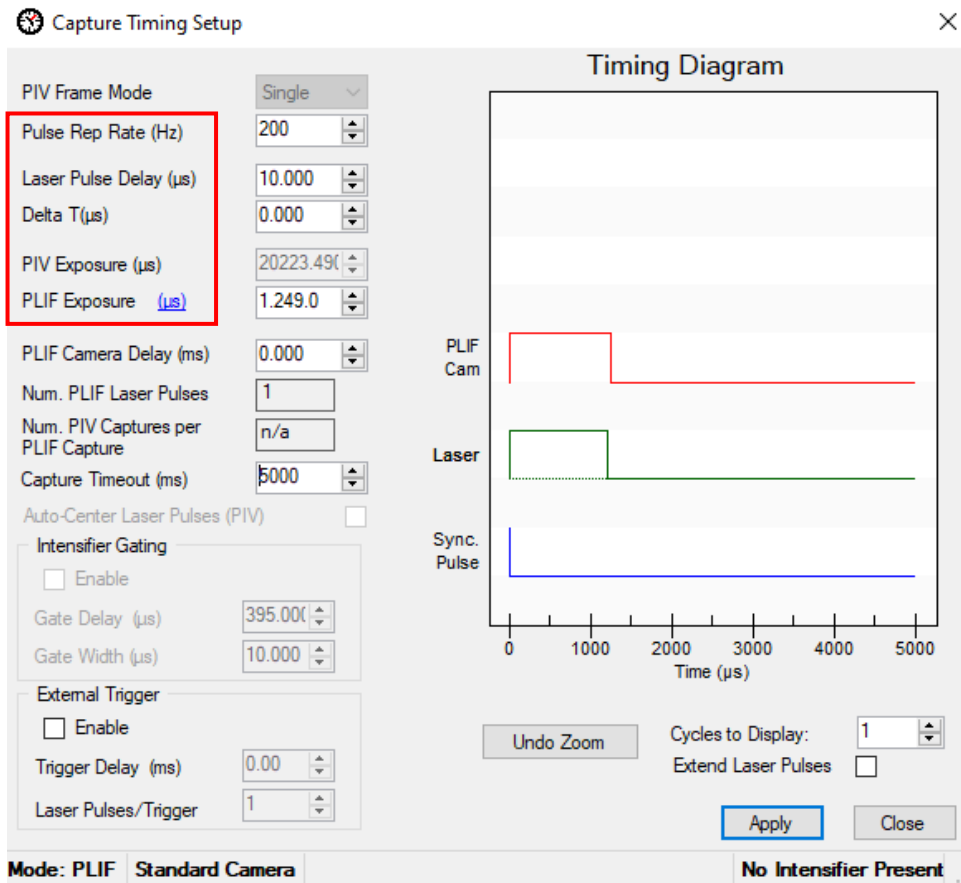 Capture Timing Setup
PIV Frame Mode Single
Pulse Rep Rate (Hz) 200
Laser Pulse Delay (µs) 10.000
Delta T(µs) 0.000
PIV Exposure (µs) 20223.490
PLIF Exposure (µs) 1.249.0
PLIF Camera Delay (ms) 0.000
Num. PLIF Laser Pulses 1
Num. PIV Captures per
PLIF Capture n/a
Capture Timeout (ms) 5000
Auto-Center Laser Pulses (PIV)
Intensifier Gating
Enable
Gate Delay (µs) 395.000
Gate Width (µs) 10.000
External Trigger
Enable
Trigger Delay (ms) 0.00
Laser Pulses/Trigger 1
Timing Diagram
PLIF
Cam
Laser
Sync.
Pulse
0 1000 2000 3000 4000 5000
Time (µs)
Undo Zoom
Cycles to Display: 1
Extend Laser Pulses
Apply Close
Mode: PLIF Standard Camera No Intensifier Present